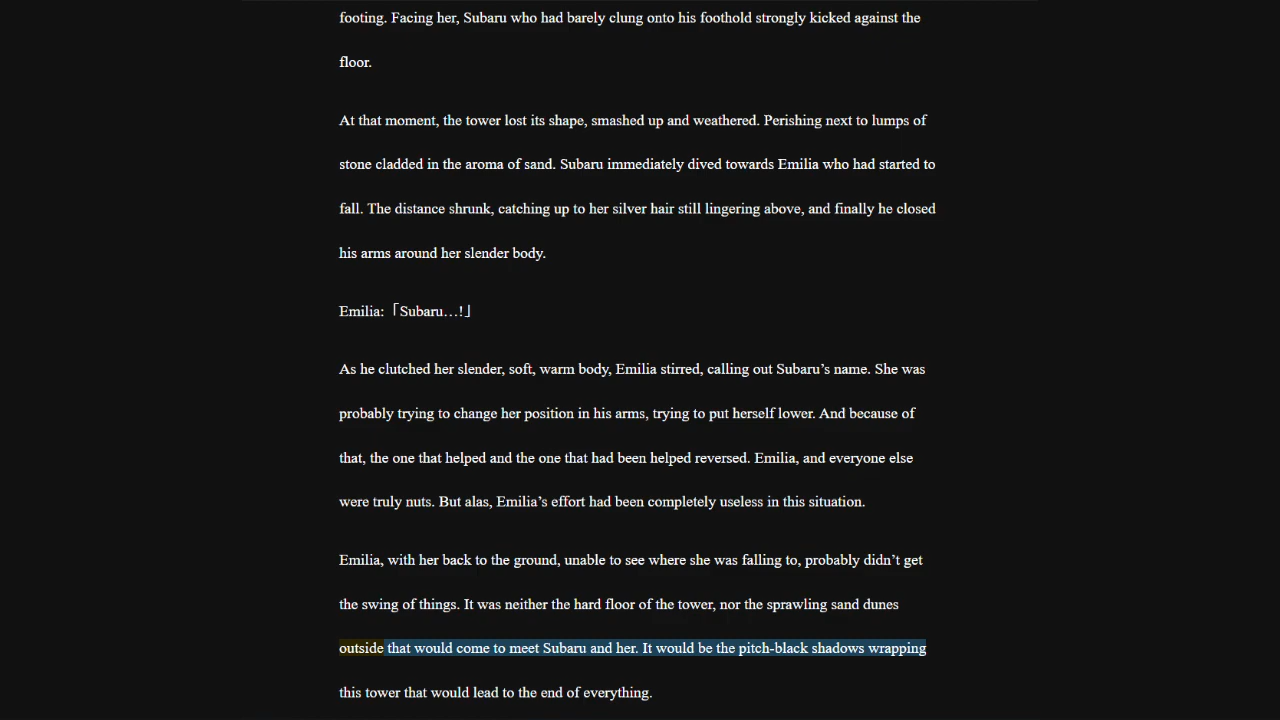 footing. Facing her, Subaru who had barely clung onto his foothold strongly kicked against the
floor.
At that moment, the tower lost its shape, smashed up and weathered. Perishing next to lumps of
stone cladded in the aroma of sand. Subaru immediately dived towards Emilia who had started to
fall. The distance shrunk, catching up to her silver hair still lingering above, and finally he closed
his arms around her slender body.
Emilia:「Subaru…!」
As he clutched her slender, soft, warm body, Emilia stirred, calling out Subaru’s name. She was
probably trying to change her position in his arms, trying to put herself lower. And because of
that, the one that helped and the one that had been helped reversed. Emilia, and everyone else
were truly nuts. But alas, Emilia’s effort had been completely useless in this situation.
Emilia, with her back to the ground, unable to see where she was falling to, probably didn’t get
the swing of things. It was neither the hard floor of the tower, nor the sprawling sand dunes
outside that would come to meet Subaru and her. It would be the pitch-black shadows wrapping
this tower that would lead to the end of everything.